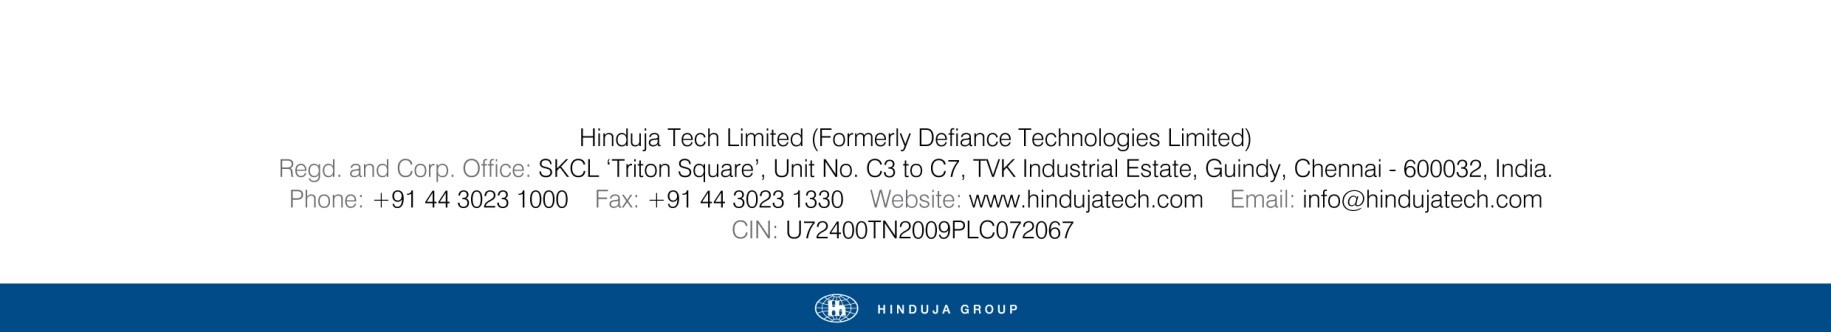 Hinduja Tech Limited (Formerly Defiance Technologies Limited)
Regd. and Corp. Office: SKCL ‘Triton Square’, Unit No. C3 to C7, TVK Industrial Estate, Guindy, Chennai - 600032, India.
Phone: +91 44 3023 1000 Fax: +91 44 3023 1330 Website: www.hindujatech.com Email: info@hindujatech.com
CIN: U72400TN2009PLC072067
HINDUJA GROUP